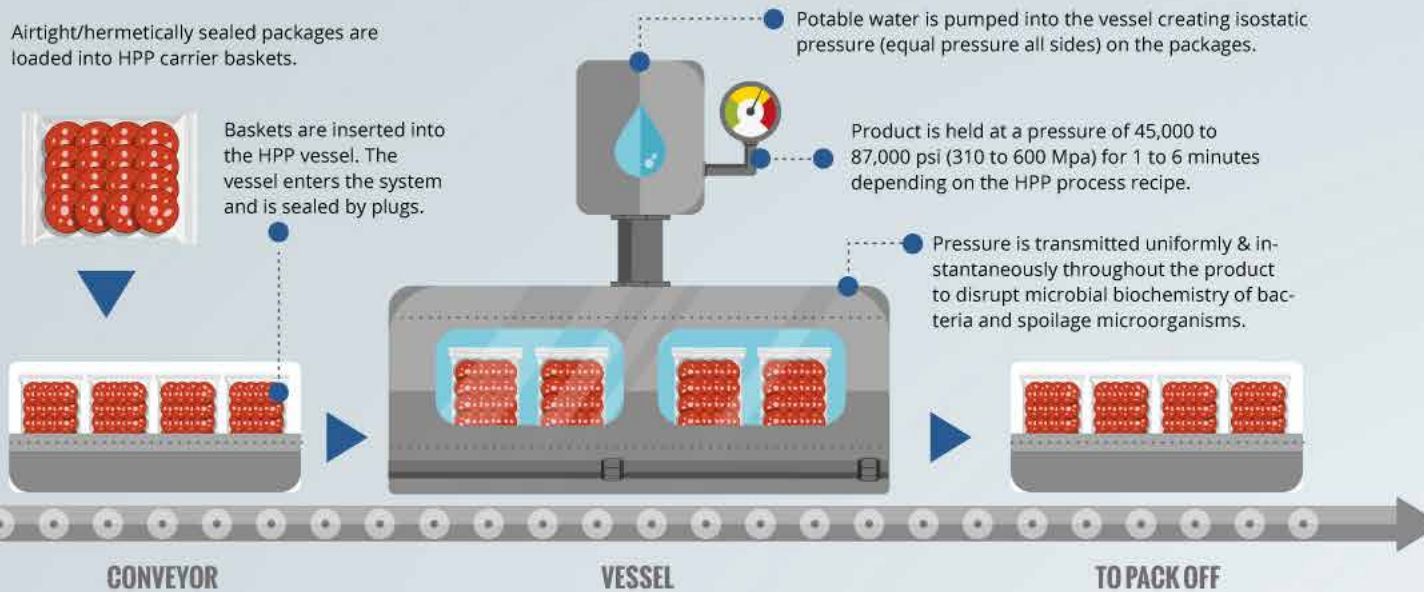 Airtight/hermetically sealed packages are
loaded into HPP carrier baskets.
Baskets are inserted into
the HPP vessel. The
vessel enters the system
and is sealed by plugs.
Potable water is pumped into the vessel creating isostatic
pressure (equal pressure all sides) on the packages.
Product is held at a pressure of 45,000 to
87,000 psi (310 to 600 Mpa) for 1 to 6 minutes
depending on the HPP process recipe.
Pressure is transmitted uniformly & in-
stantaneously throughout the product
to disrupt microbial biochemistry of bac-
teria and spoilage microorganisms.
CONVEYOR
VESSEL
TO PACK OFF